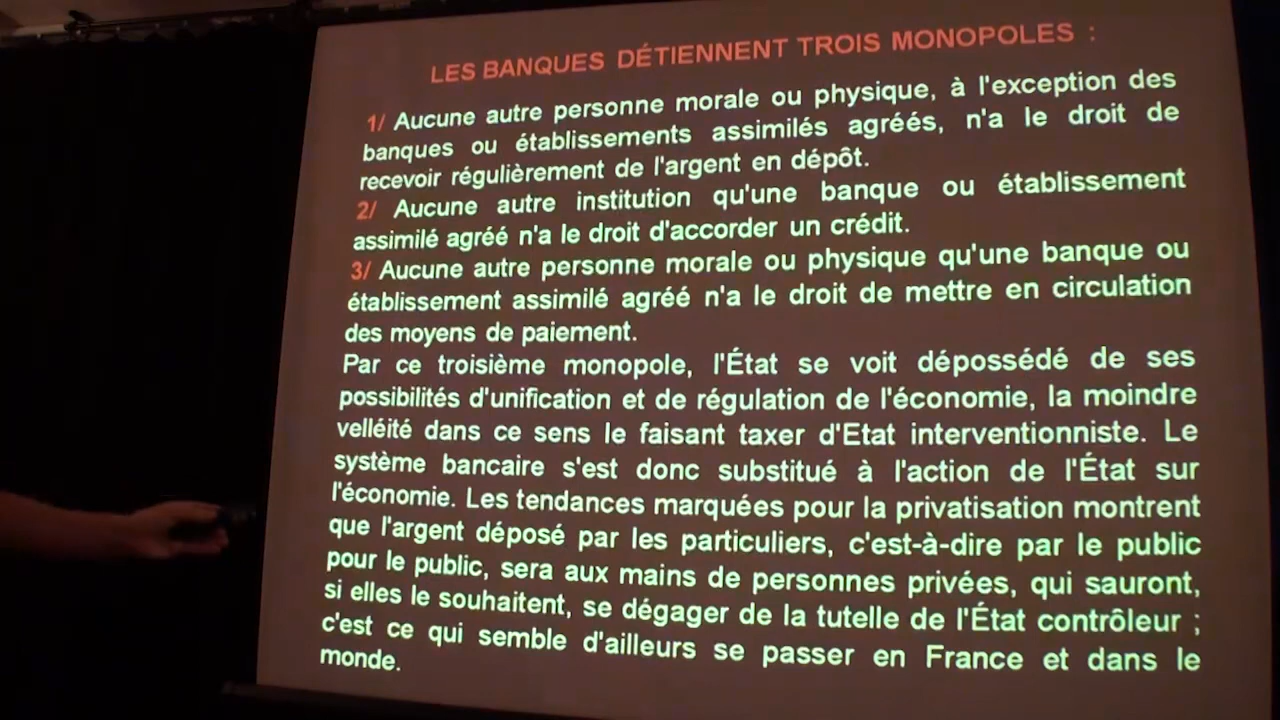 LES BANQUES DÉTIENNENT TROIS MONOPOLES :
1/ Aucune autre personne morale ou physique, à l'exception des
banques ou établissements assimilés agréés, n'a le droit de
recevoir régulièrement de l'argent en dépôt.
2/ Aucune autre institution qu'une banque ou établissement
assimilé agréé n'a le droit d'accorder un crédit.
3/ Aucune autre personne morale ou physique qu'une banque ou
établissement assimilé agréé n'a le droit de mettre en circulation
des moyens de paiement.
Par ce troisième monopole, l'État se voit dépossédé de ses
possibilités d'unification et de régulation de l'économie, la moindre
velléité dans ce sens le faisant taxer d'Etat interventionniste. Le
système bancaire s'est donc substitué à l'action de l'État sur
l'économie. Les tendances marquées pour la privatisation montrent
que l'argent déposé par les particuliers, c'est-à-dire par le public
pour le public, sera aux mains de personnes privées, qui sauront,
si elles le souhaitent, se dégager de la tutelle de l'État contrôleur ;
c'est ce qui semble d'ailleurs se passer en France et dans le
monde.